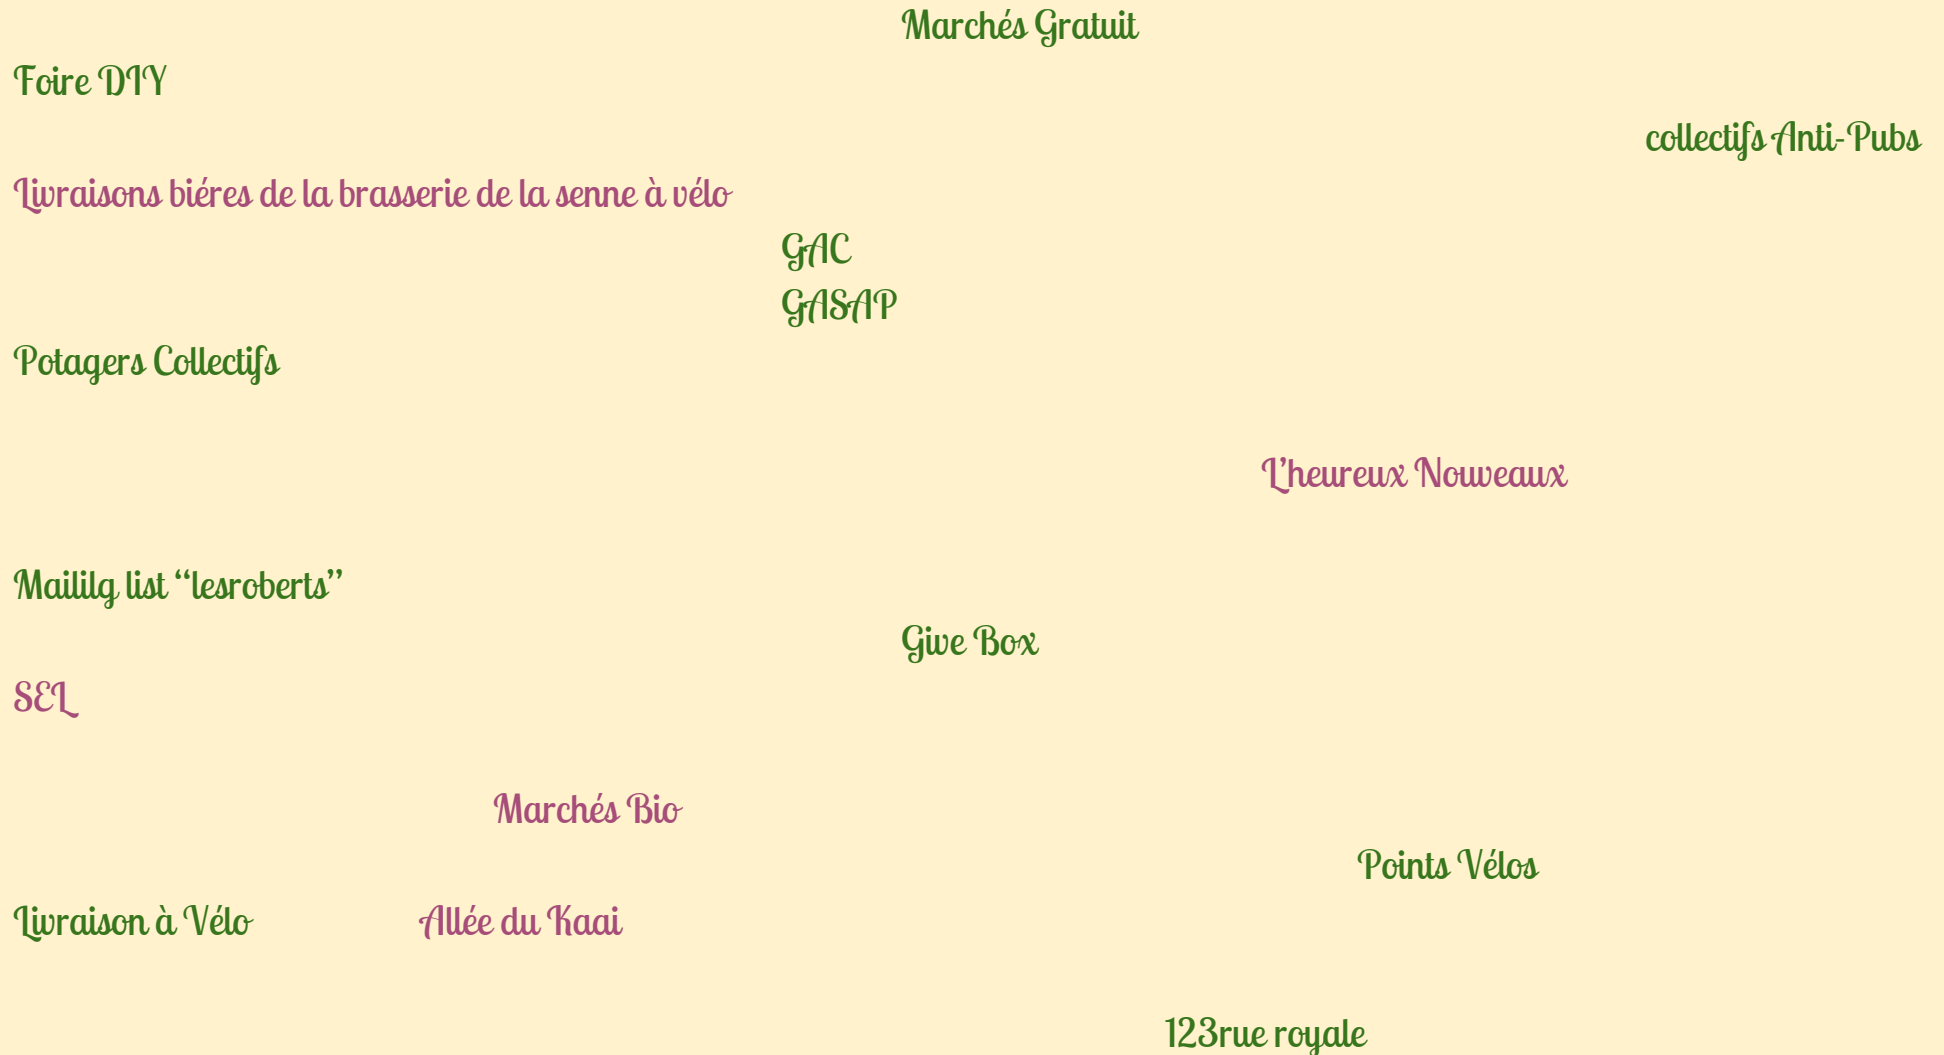 Marchés Gratuit
Foire DIY
collectifs Anti-Pubs
Livraisons biéres de la brasserie de la senne à vélo
GAC
GASAP
Potagers Collectifs
L'heureux Nouveaux
Maililg list “lesroberts”
Give Box
SEL
Marchés Bio
Points Vélos
Livraison à Vélo Allée du Kaai
123rue royale